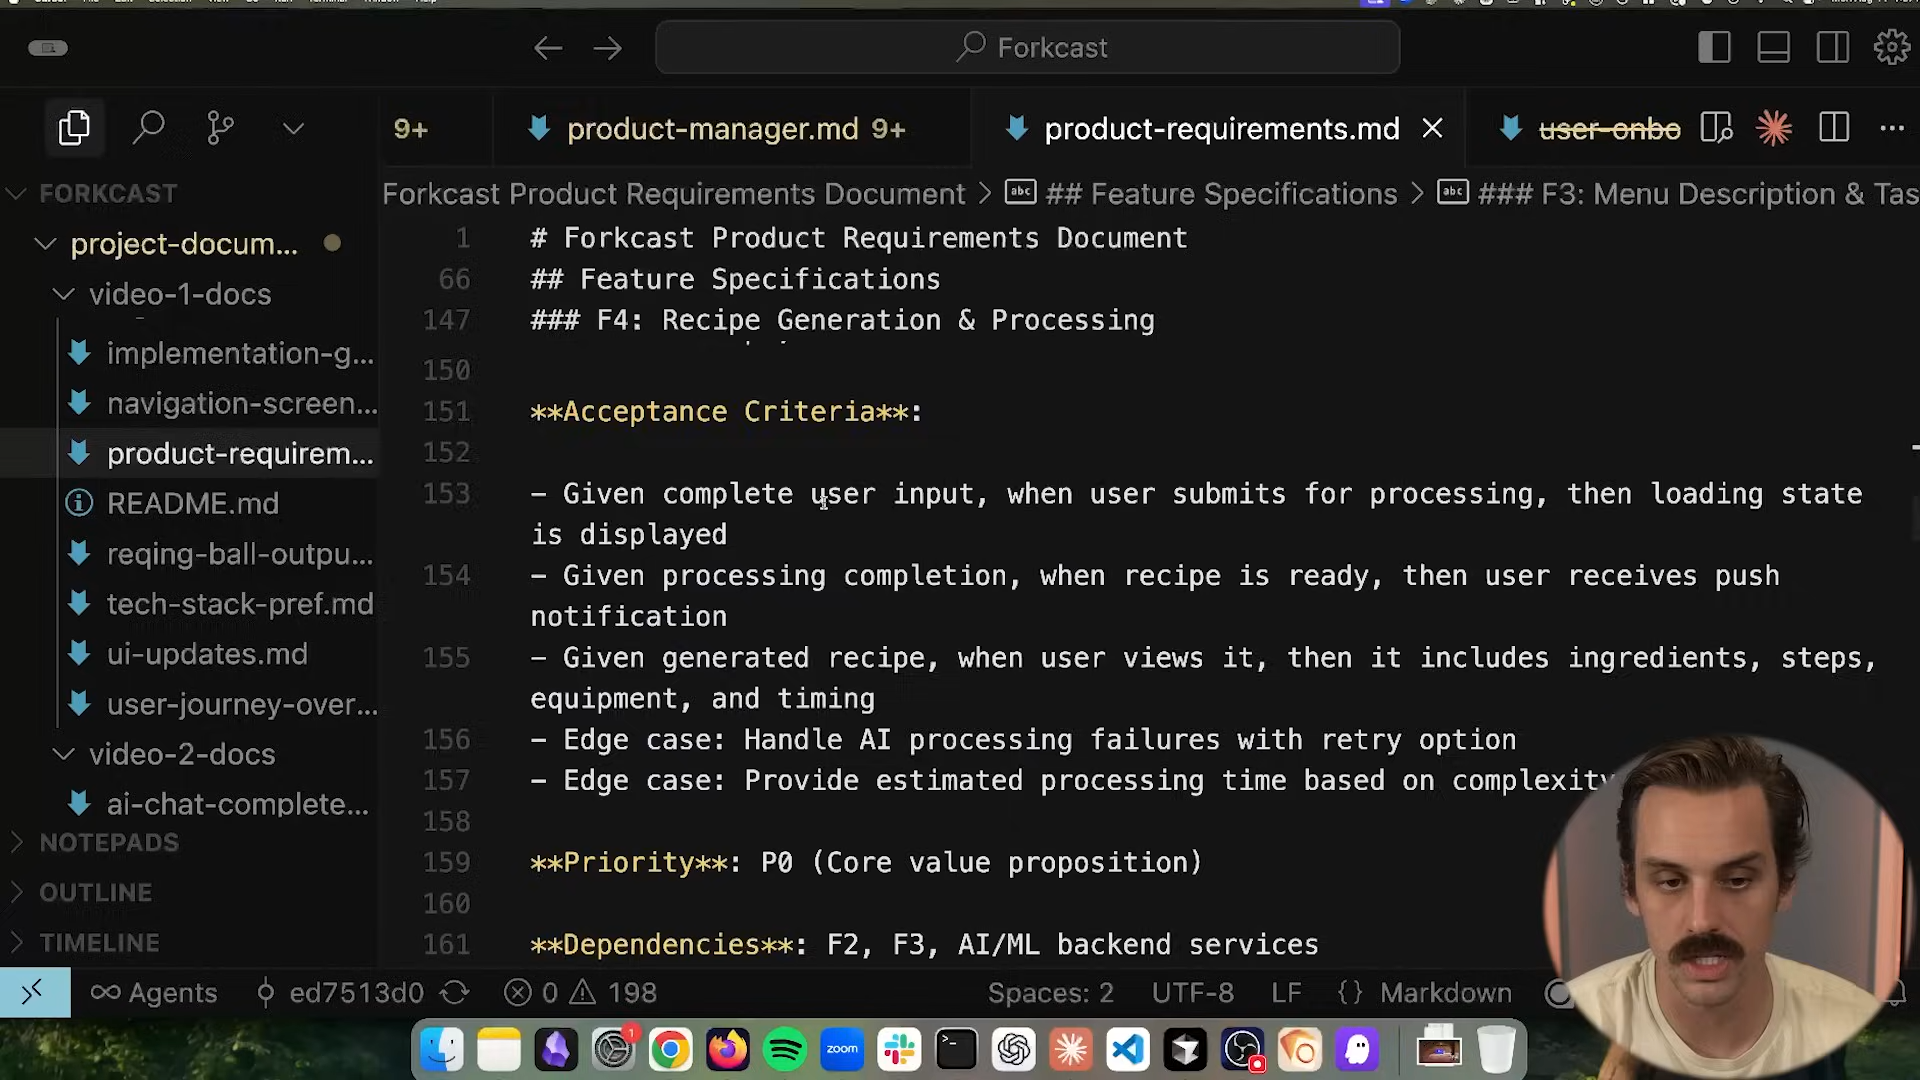 Forkcast
9+
product-manager.md 9+
product-requirements.md
user-onbo
FORKCAST
Forkcast Product Requirements Document > ## Feature Specifications > ### F3: Menu Description & Tas
project-docum...
video-1-docs
implementation-g...
navigation-screen...
product-requirem...
README.md
reqing-ball-outpu...
tech-stack-pref.md
ui-updates.md
user-journey-over...
video-2-docs
ai-chat-complete...
NOTEPADS
OUTLINE
TIMELINE
1 # Forkcast Product Requirements Document
66 ## Feature Specifications
147 ### F4: Recipe Generation & Processing
150
151 **Acceptance Criteria**:
152
153 - Given complete user input, when user submits for processing, then loading state
is displayed
154 - Given processing completion, when recipe is ready, then user receives push
notification
155 - Given generated recipe, when user views it, then it includes ingredients, steps,
equipment, and timing
156 - Edge case: Handle AI processing failures with retry option
157 - Edge case: Provide estimated processing time based on complexity
158
159 **Priority**: P0 (Core value proposition)
160
161 **Dependencies**: F2, F3, AI/ML backend services
Agents ed7513d0 0 198 Spaces: 2 UTF-8 LF {} Markdown
1
zoom